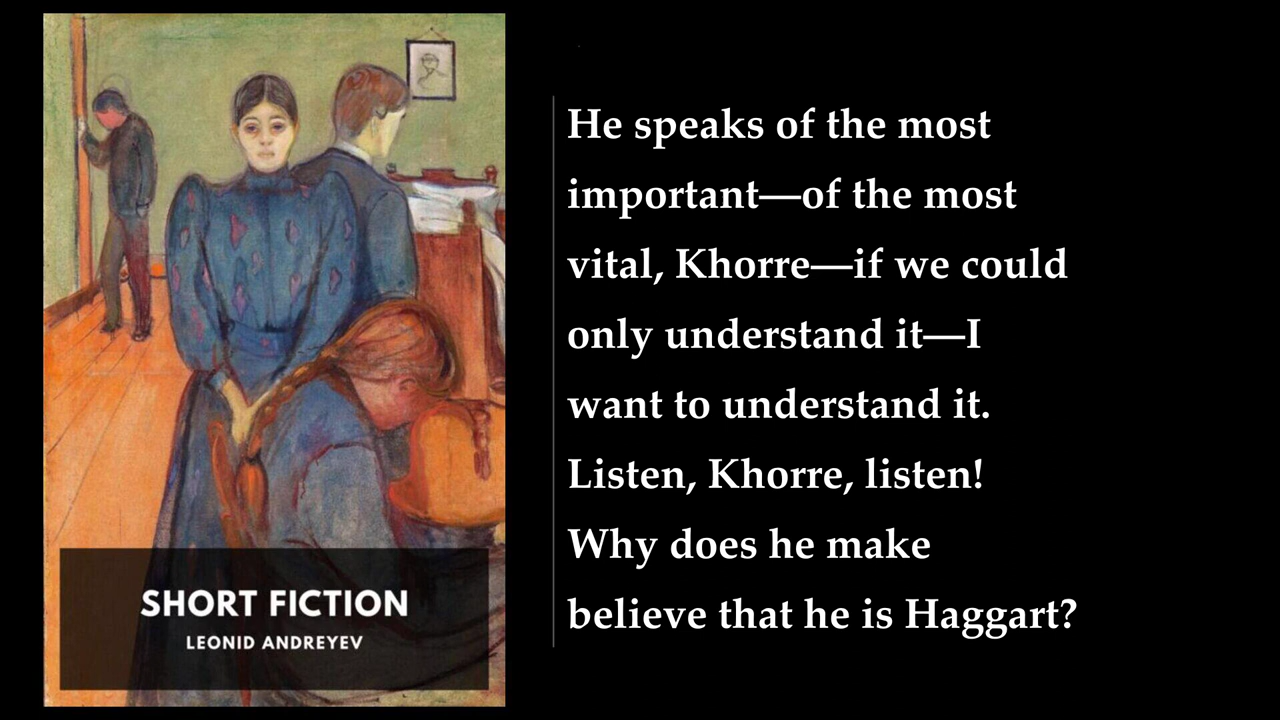 SHORT FICTION
LEONID ANDREYEV
He speaks of the most
important—of the most
vital, Khorre—if we could
only understand it—I
want to understand it.
Listen, Khorre, listen!
Why does he make
believe that he is Haggart?